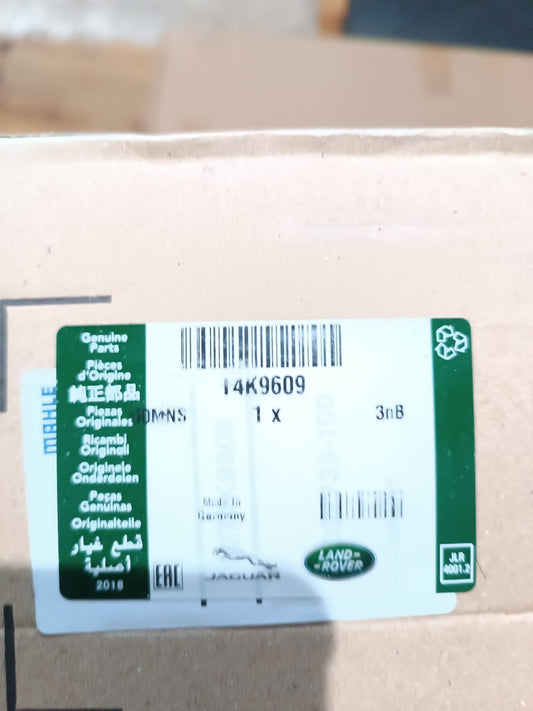 Genuine
Parts
Pièces
d'Origine
純正部品
Piezas
Originales
Ricambi
Originali
Originele
Onderdelen
Peças
Genuínas
Originalteile
قطع غيار
أصلية
2018
14K9609
1 x
3nB
Made in
Germany
EAC
JAGUAR
LAND-
ROVER
JLR
4001.2
MAHLE